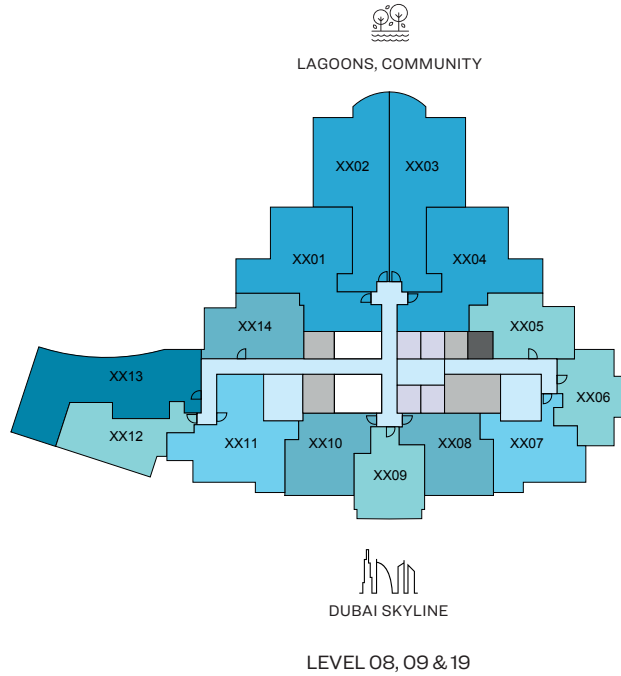 LAGOONS, COMMUNITY
XX02
XX03
XX01
XX04
XX14
XX05
XX13
XX06
XX12
XX11
XX10
XX08
XX07
XX09
DUBAI SKYLINE
LEVEL 08, 09 & 19